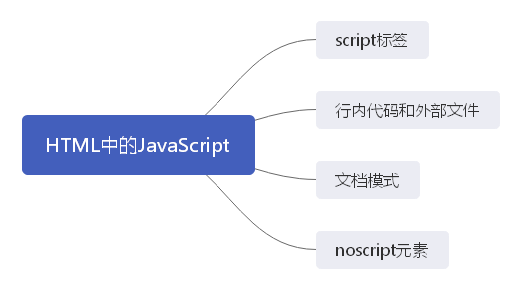 script标签
行内代码和外部文件
HTML中的JavaScript
文档模式
noscript元素